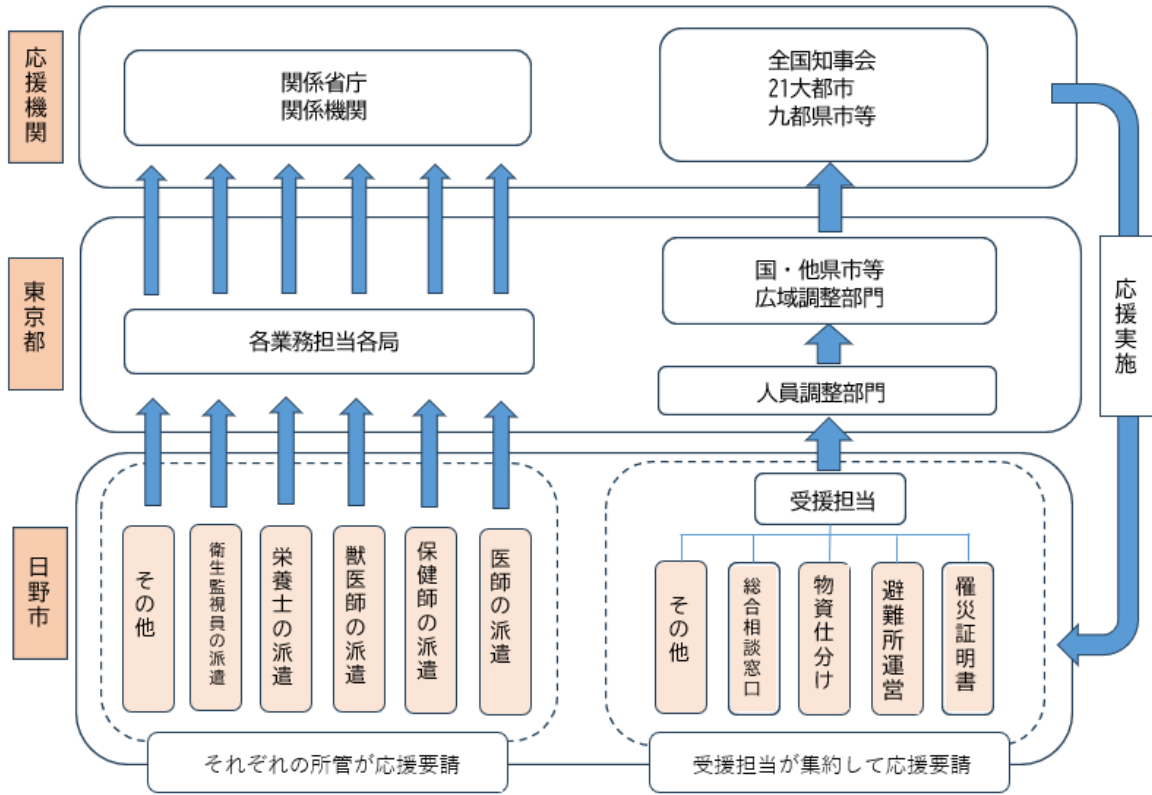 応援機関
関係省庁
関係機関
全国知事会
21大都市
九都県市等
東京都
各業務担当各局
国・他県市等
広域調整部門
人員調整部門
応援実施
日野市
その他
衛生監視員の派遣
栄養士の派遣
獣医師の派遣
保健師の派遣
医師の派遣
受援担当
その他
総合相談窓口
物資仕分け
避難所運営
罹災証明書
それぞれの所管が応援要請
受援担当が集約して応援要請